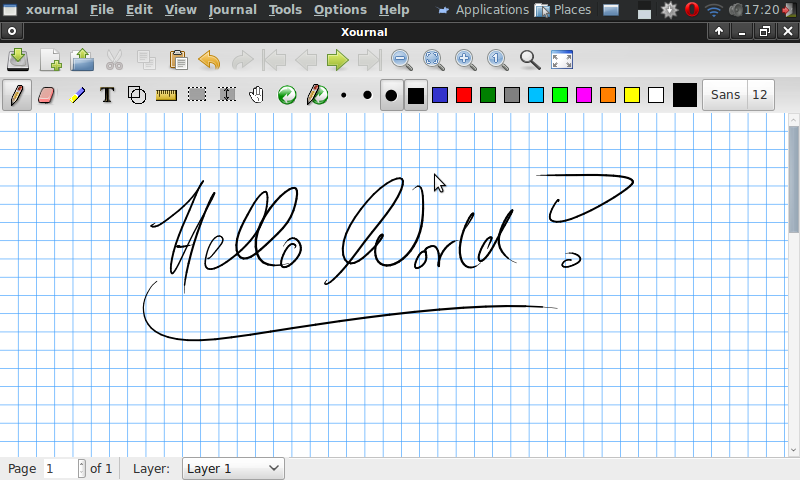 xournal File Edit View Journal Tools Options Help Applications Places 17:20
Xournal
T Sans 12
Hello World ?
Page 1 of 1 Layer: Layer 1